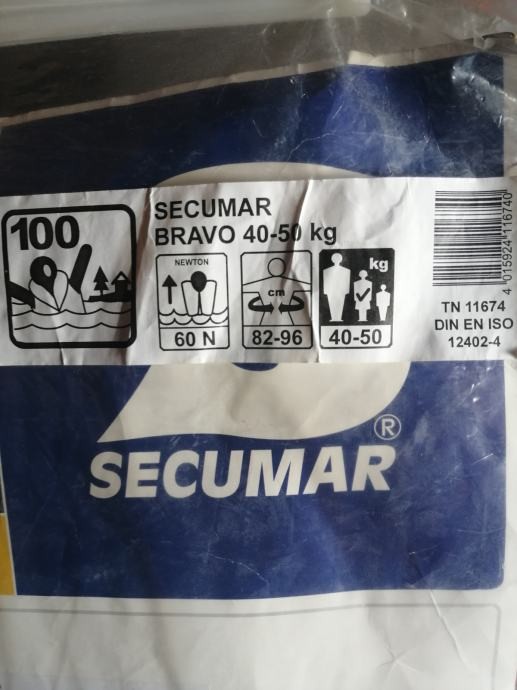 100
SECUMAR
BRAVO 40-50 kg
NEWTON
60 N
cm
82-96
kg
40-50
4 015924 116740
TN 11674
DIN EN ISO
12402-4
®
SECUMAR